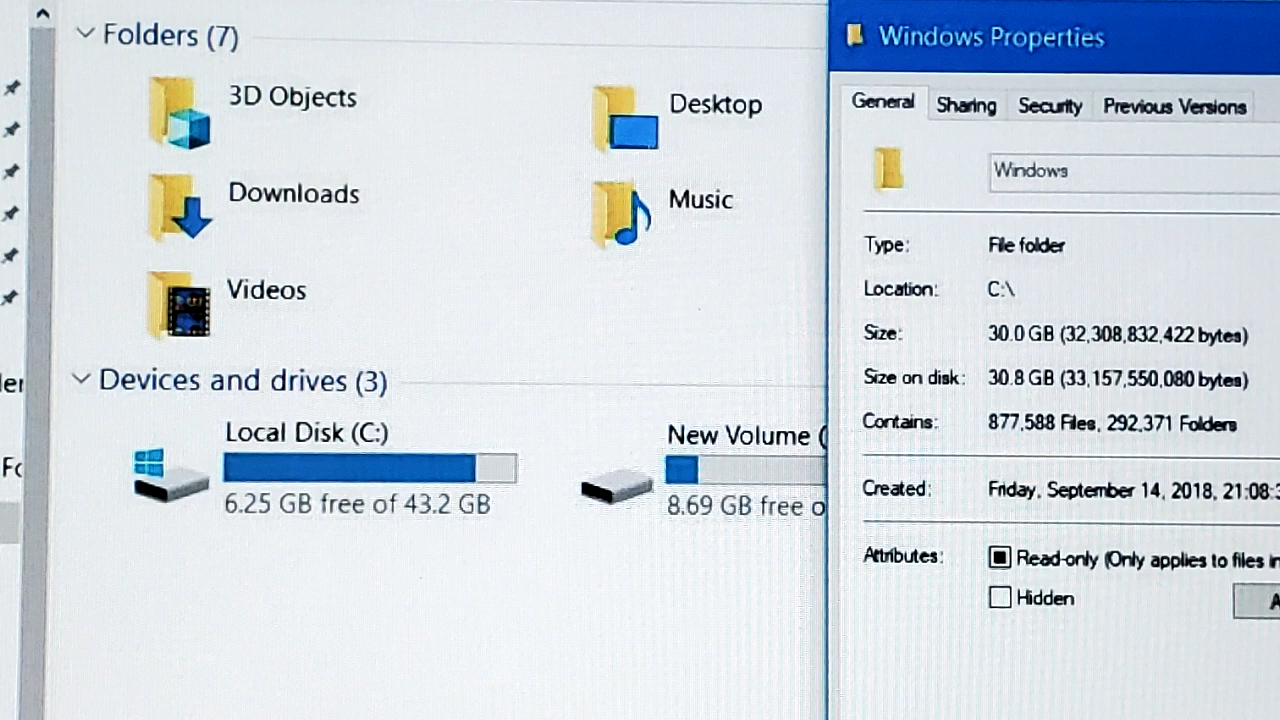 Folders (7)
3D Objects
Desktop
Downloads
Music
Videos
Devices and drives (3)
Local Disk (C:)
6.25 GB free of 43.2 GB
New Volume (
8.69 GB free o
Windows Properties
General Sharing Security Previous Versions
Windows
Type: File folder
Location: C:\
Size: 30.0 GB (32,308,832,422 bytes)
Size on disk: 30.8 GB (33,157,550,080 bytes)
Contains: 877,588 Files, 292,371 Folders
Created: Friday, September 14, 2018, 21:08:3
Attributes: Read-only (Only applies to files in
Hidden